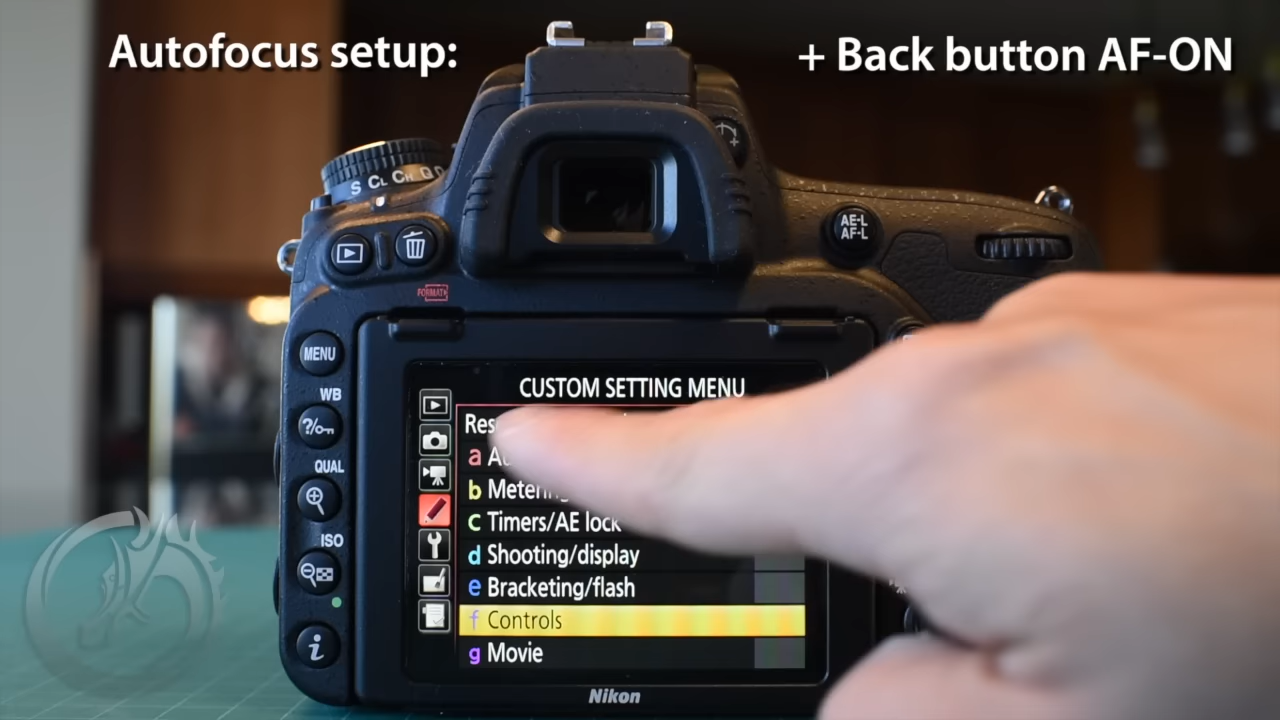 Autofocus setup:
+ Back button AF-ON
S CL CH Q
AE-L
AF-L
FORMAT
MENU
WB
?
QUAL
ISO
i
CUSTOM SETTING MENU
a
b
c Timers/AE lock
d Shooting/display
e Bracketing/flash
f Controls
g Movie
Nikon